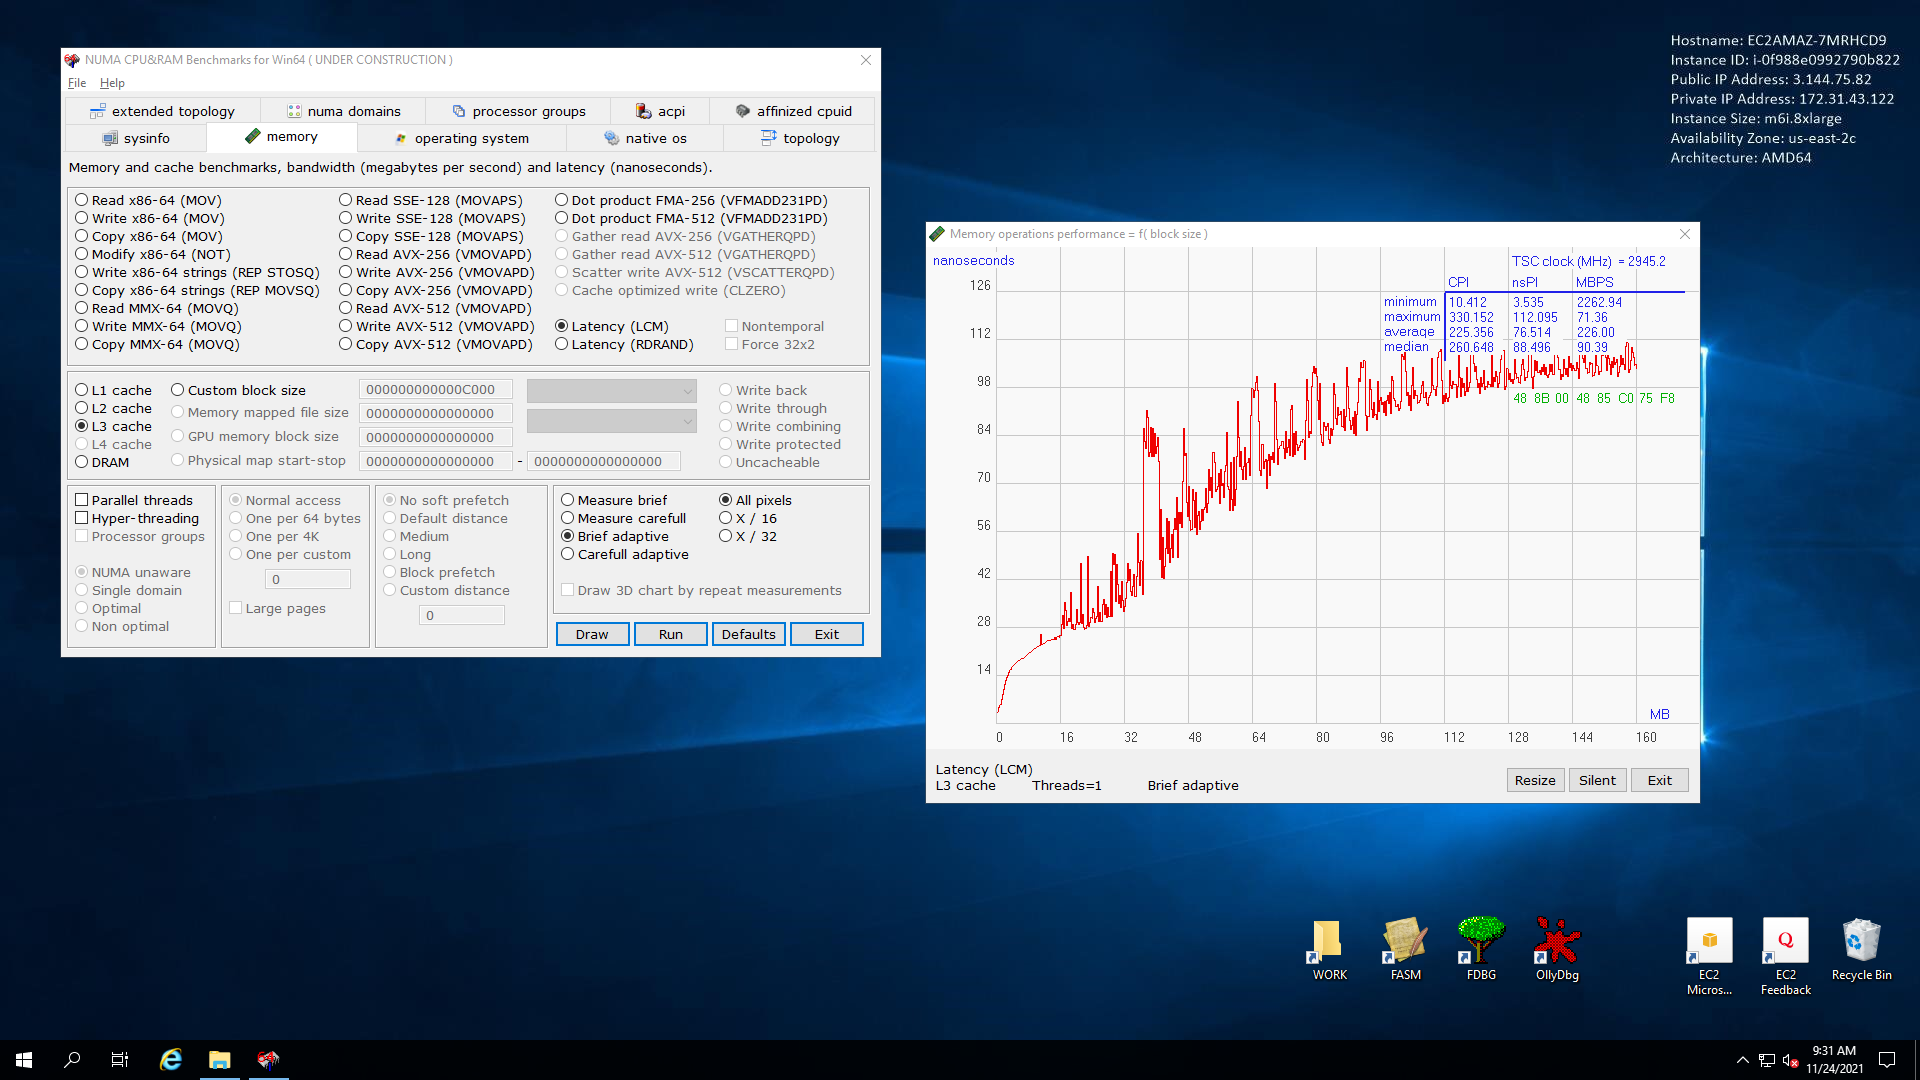 Hostname: EC2AMAZ-7MRHCD9
Instance ID: i-0f988e0992790b822
Public IP Address: 3.144.75.82
Private IP Address: 172.31.43.122
Instance Size: m6i.8xlarge
Availability Zone: us-east-2c
Architecture: AMD64
NUMA CPU&RAM Benchmarks for Win64 ( UNDER CONSTRUCTION )
File Help
extended topology numa domains processor groups acpi affinized cpuid
sysinfo memory operating system native os topology
Memory and cache benchmarks, bandwidth (megabytes per second) and latency (nanoseconds).
Read x86-64 (MOV) Read SSE-128 (MOVAPS) Dot product FMA-256 (VFMADD231PD)
Write x86-64 (MOV) Write SSE-128 (MOVAPS) Dot product FMA-512 (VFMADD231PD)
Copy x86-64 (MOV) Copy SSE-128 (MOVAPS) Gather read AVX-256 (VGATHERQPD)
Modify x86-64 (NOT) Read AVX-256 (VMOVAPD) Gather read AVX-512 (VGATHERQPD)
Write x86-64 strings (REP STOSQ) Write AVX-256 (VMOVAPD) Scatter write AVX-512 (VSCATTERQPD)
Copy x86-64 strings (REP MOVSQ) Copy AVX-256 (VMOVAPD) Cache optimized write (CLZERO)
Read MMX-64 (MOVQ) Read AVX-512 (VMOVAPD)
Write MMX-64 (MOVQ) Write AVX-512 (VMOVAPD) Latency (LCM) Nontemporal
Copy MMX-64 (MOVQ) Copy AVX-512 (VMOVAPD) Latency (RDRAND) Force 32x2
L1 cache Custom block size 000000000000C000 Write back
L2 cache Memory mapped file size 0000000000000000 Write through
L3 cache Write combining
L4 cache GPU memory block size 0000000000000000 Write protected
DRAM Physical map start-stop 0000000000000000 - 0000000000000000 Uncacheable
Parallel threads Normal access No soft prefetch Measure brief All pixels
Hyper-threading One per 64 bytes Default distance Measure carefull X / 16
Processor groups One per 4K Medium Brief adaptive X / 32
One per custom Long Carefull adaptive
NUMA unaware 0 Block prefetch
Single domain Custom distance Draw 3D chart by repeat measurements
Optimal Large pages 0
Non optimal
Draw Run Defaults Exit
Memory operations performance = f( block size )
nanoseconds TSC clock (MHz) = 2945.2
CPI nsPI MBPS
minimum 10.412 3.535 2262.94
maximum 330.152 112.095 71.36
average 225.356 76.514 226.00
median 260.648 88.496 90.39
48 8B 00 48 85 C0 75 F8
126
112
98
84
70
56
42
28
14
MB
0 16 32 48 64 80 96 112 128 144 160
Latency (LCM)
L3 cache Threads=1 Brief adaptive
Resize Silent Exit
WORK FASM FDBG OllyDbg EC2 Micros... EC2 Feedback Recycle Bin
9:31 AM
11/24/2021